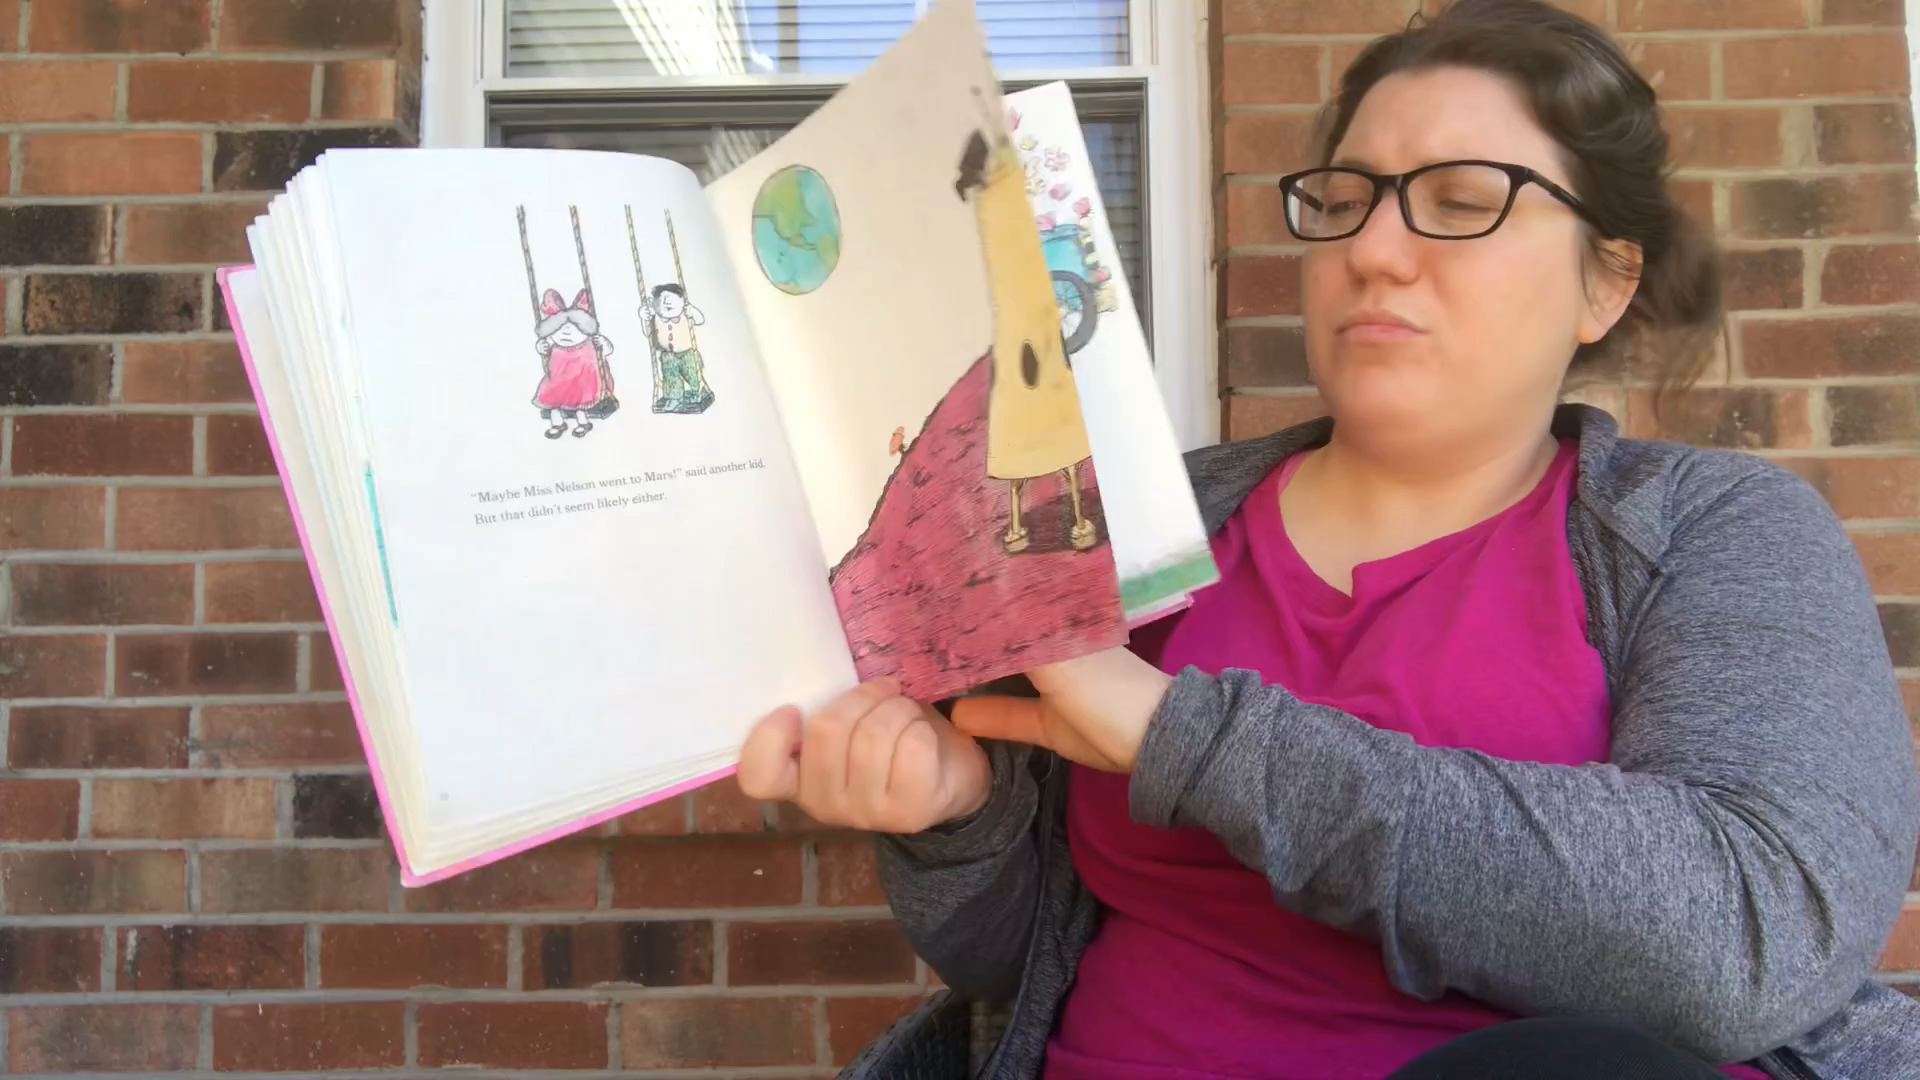 "Maybe Miss Nelson went to Mars!" said another kid.
But that didn't seem likely either.